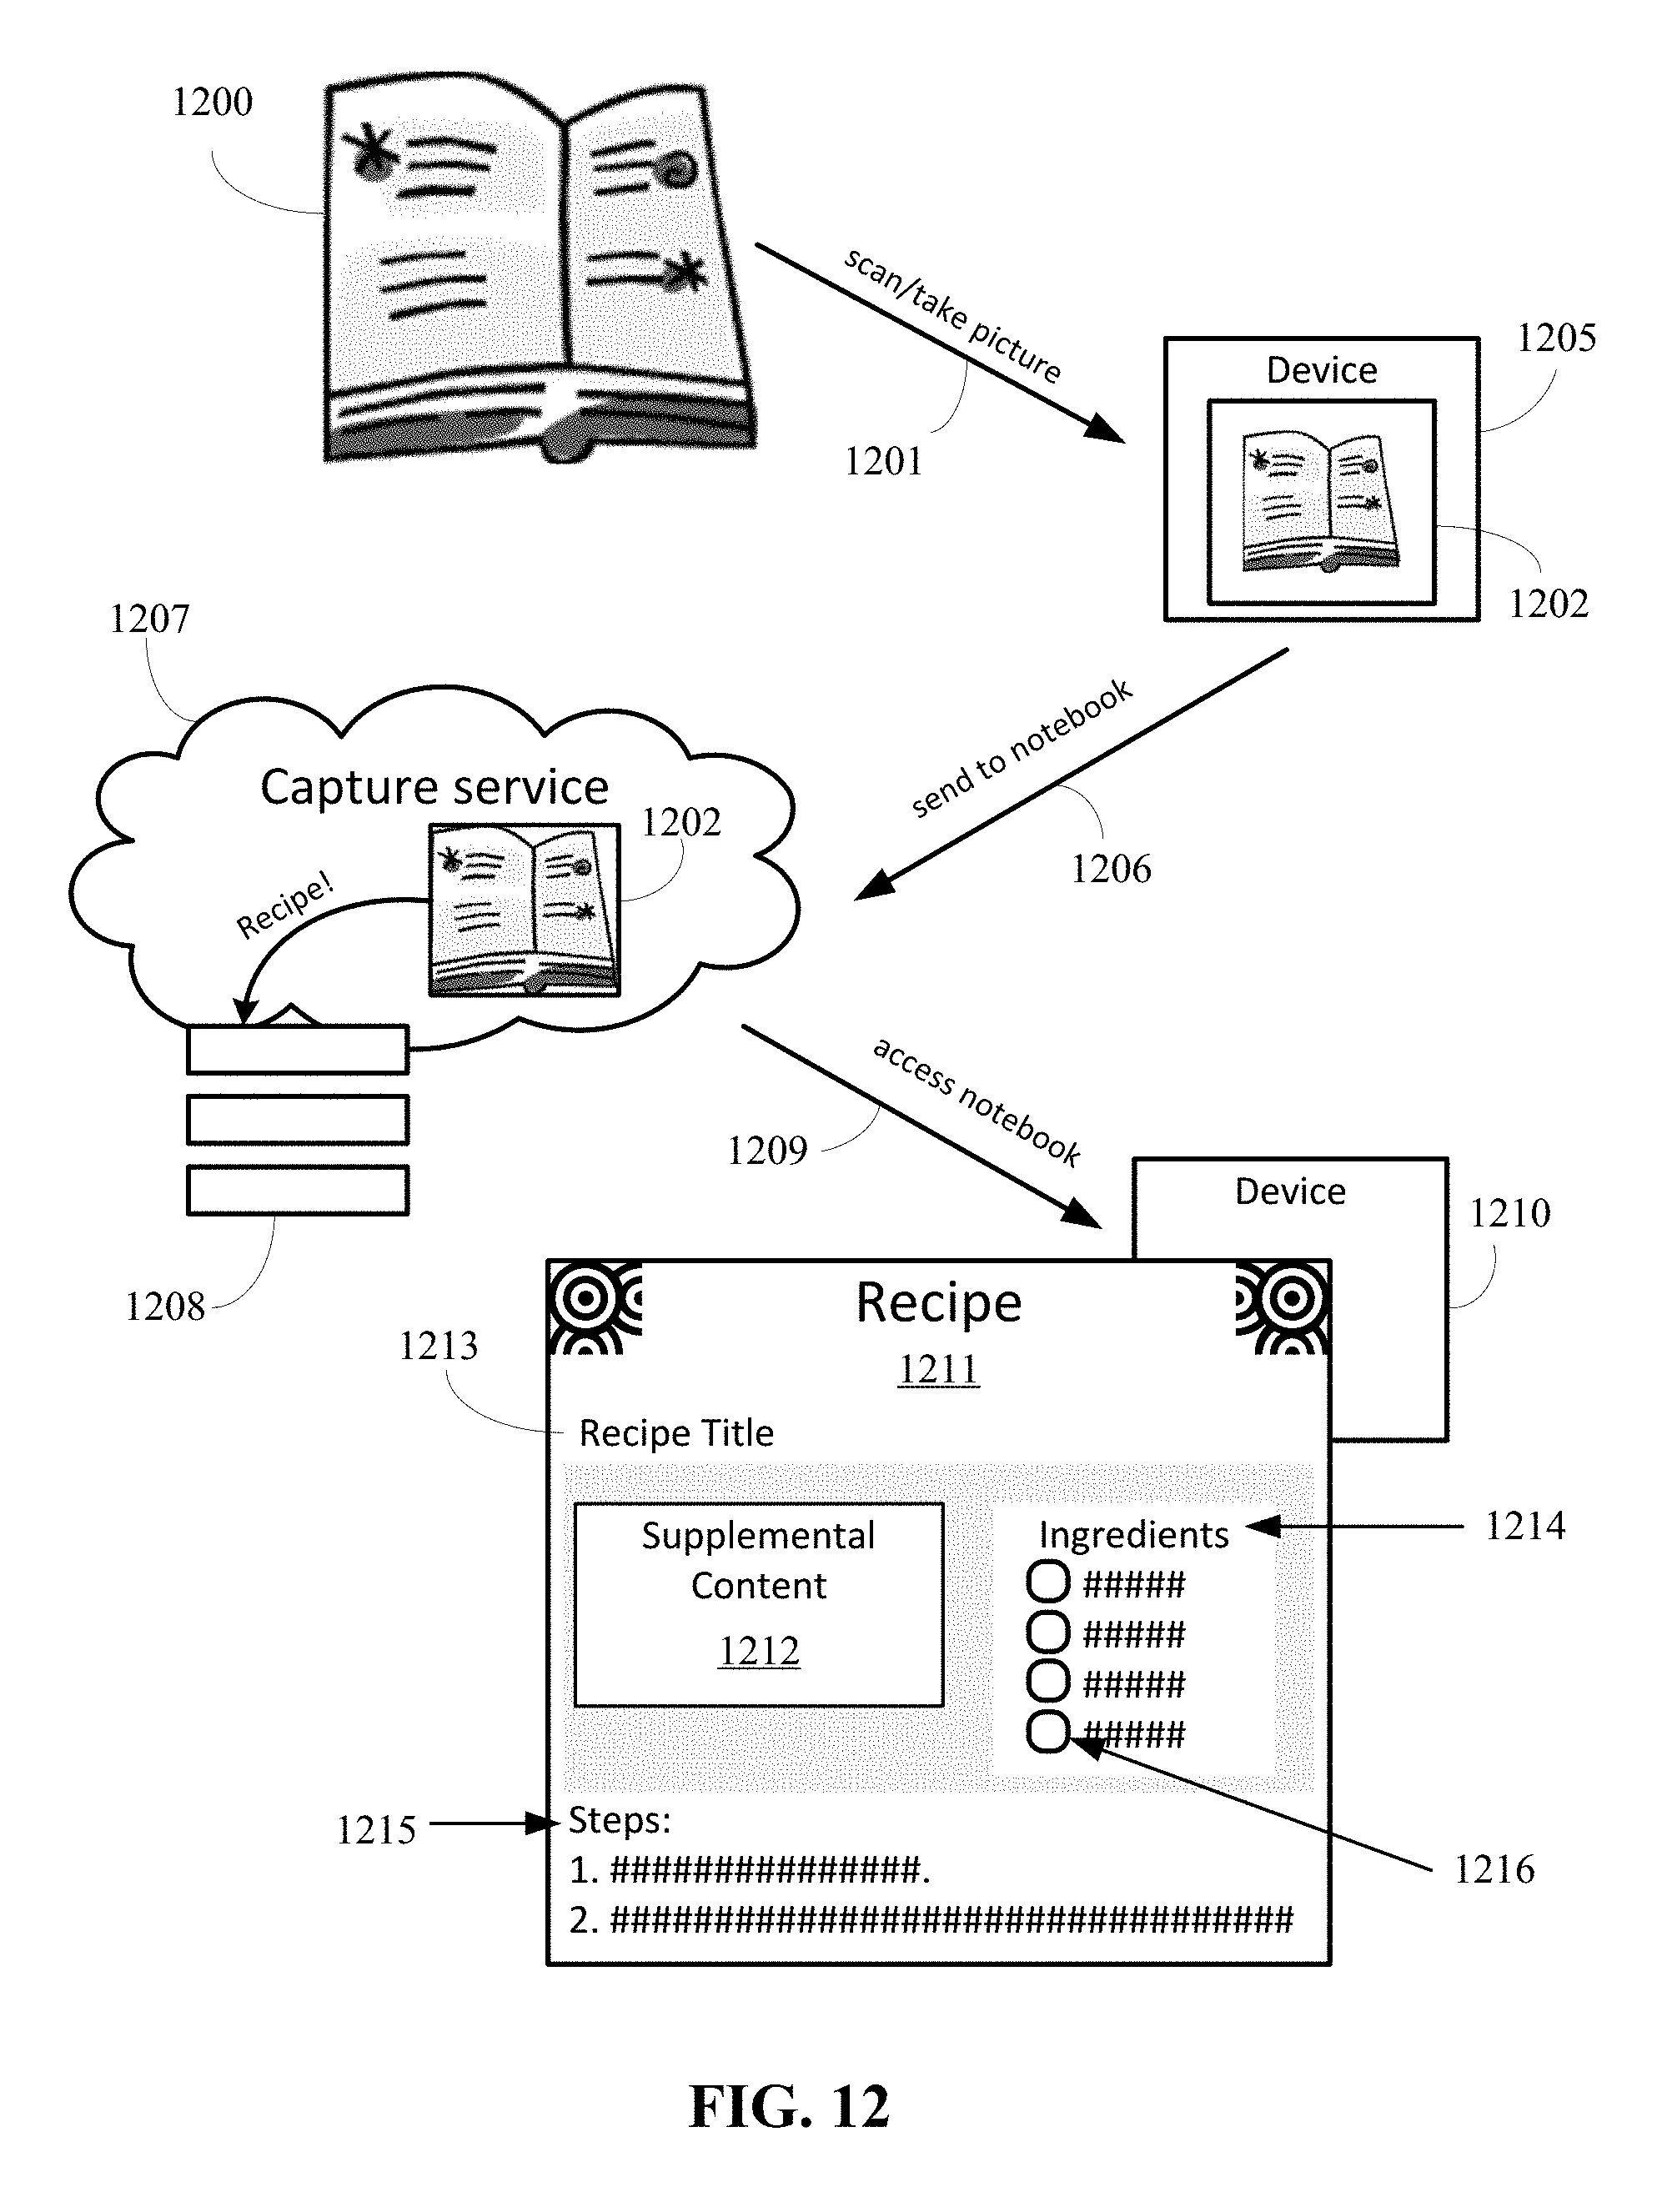 1200
scan/take picture
1201
Device
1205
1202
send to notebook
1206
1207
Capture service
1202
Recipe!
1208
access notebook
1209
Device
1210
Recipe
1211
1213
Recipe Title
Supplemental
Content
1212
Ingredients
1214
#####
#####
#####
#####
1216
1215
Steps:
1. ###############.
2. #################################
FIG. 12